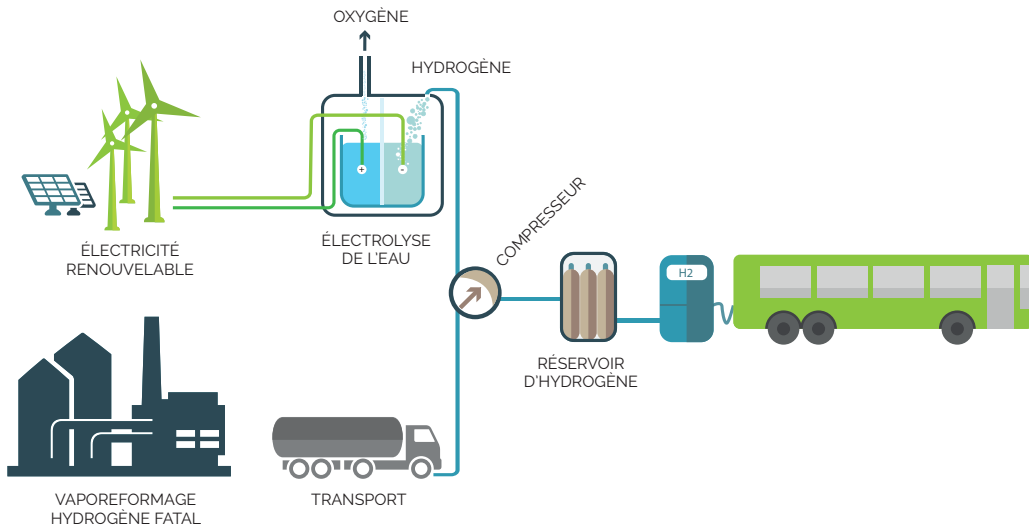 OXYGÈNE
HYDROGÈNE
+
-
ÉLECTRICITÉ
RENOUVELABLE
ÉLECTROLYSE
DE L'EAU
COMPRESSEUR
H2
RÉSERVOIR
D'HYDROGÈNE
VAPOREFORMAGE
HYDROGÈNE FATAL
TRANSPORT